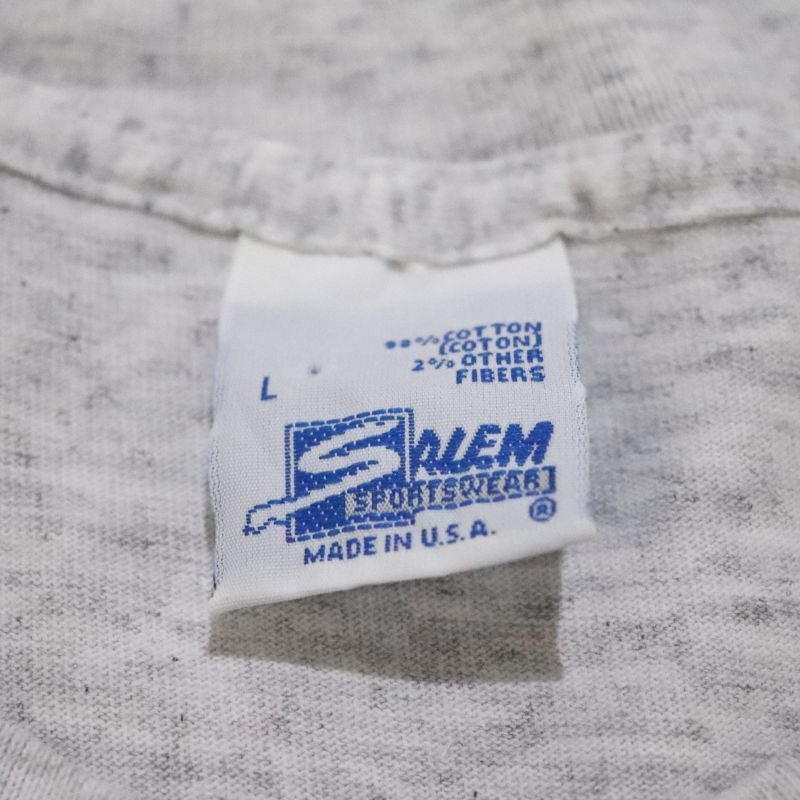 98% COTTON
(COTON)
2% OTHER
FIBERS
L
SALEM
SPORTSWEAR
®
MADE IN U.S.A.